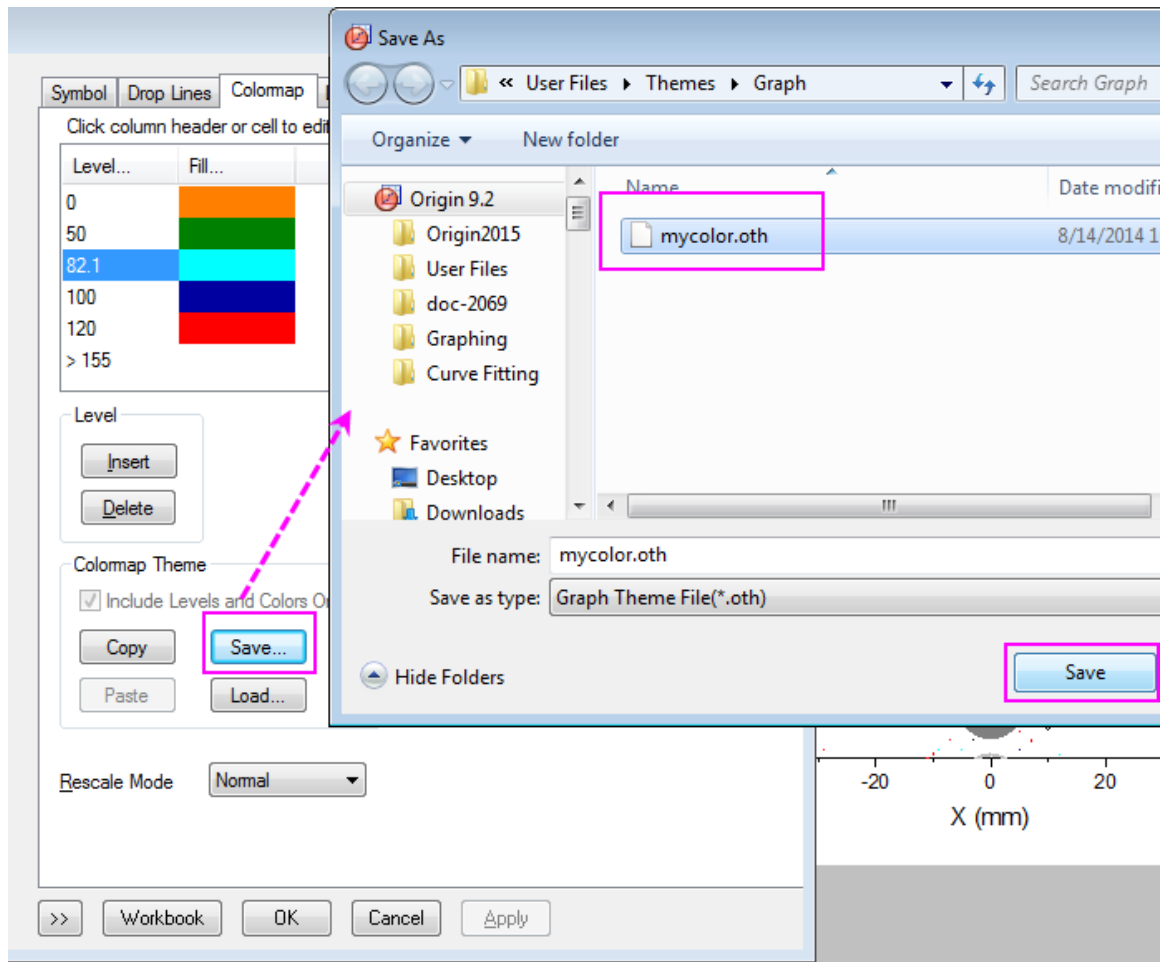 Save As
« User Files ▸ Themes ▸ Graph
Search Graph
Organize ▼ New folder
Symbol Drop Lines Colormap
Click column header or cell to edit
Level... Fill...
0
50
82.1
100
120
> 155
Level
Insert
Delete
Colormap Theme
Include Levels and Colors
Copy Save...
Paste Load...
Rescale Mode Normal
>> Workbook OK Cancel Apply
Origin 9.2
Origin2015
User Files
doc-2069
Graphing
Curve Fitting
Favorites
Desktop
Downloads
Name Date modifi
mycolor.oth 8/14/2014 1
File name: mycolor.oth
Save as type: Graph Theme File(*.oth)
Hide Folders Save
-20 0 20
X (mm)